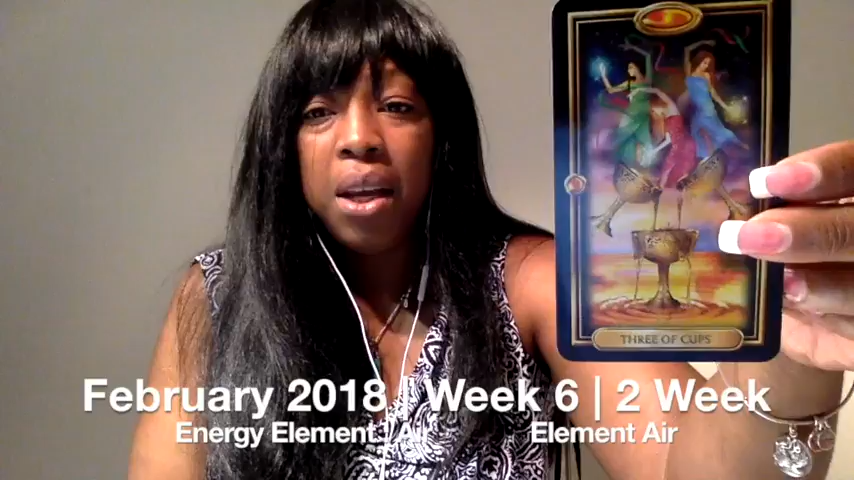 THREE OF CUPS
February 2018 | Week 6 | 2 Week
Energy Element Air Element Air